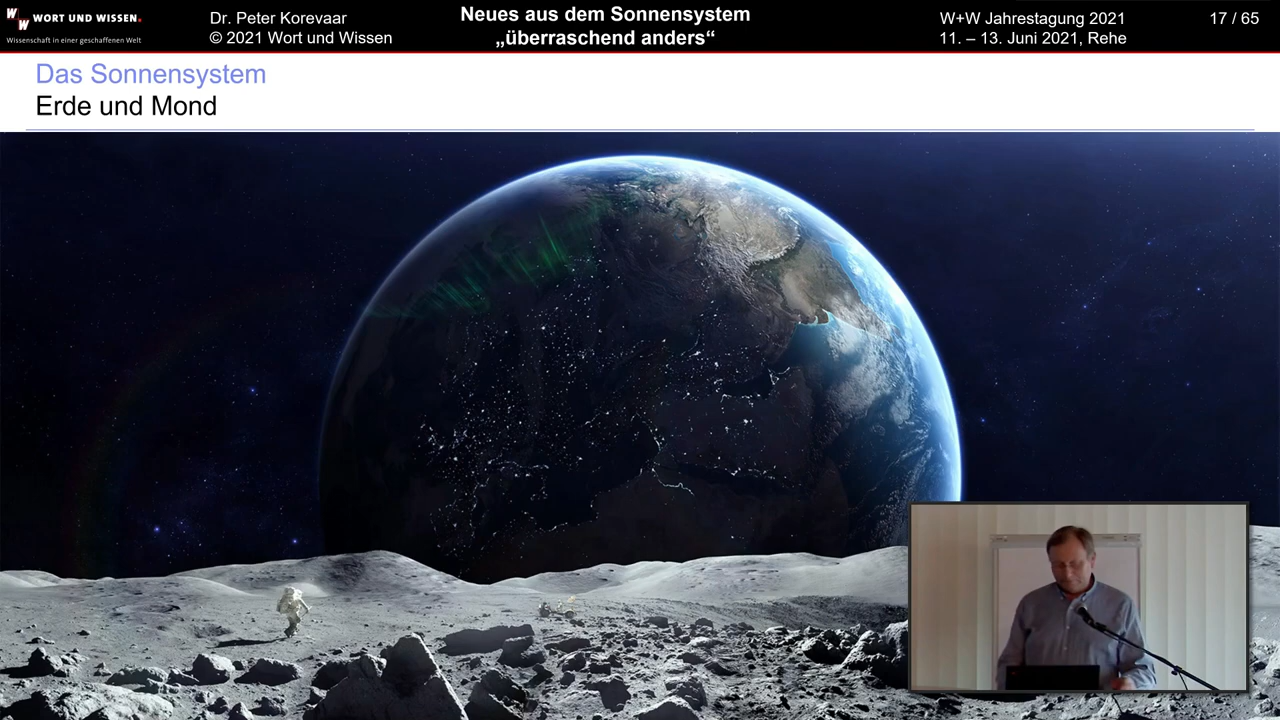 WORT UND WISSEN.
Wissenschaft in einer geschaffenen Welt
Dr. Peter Korevaar
© 2021 Wort und Wissen
Neues aus dem Sonnensystem
„überraschend anders“
W+W Jahrestagung 2021
11. – 13. Juni 2021, Rehe
17 / 65
Das Sonnensystem
Erde und Mond